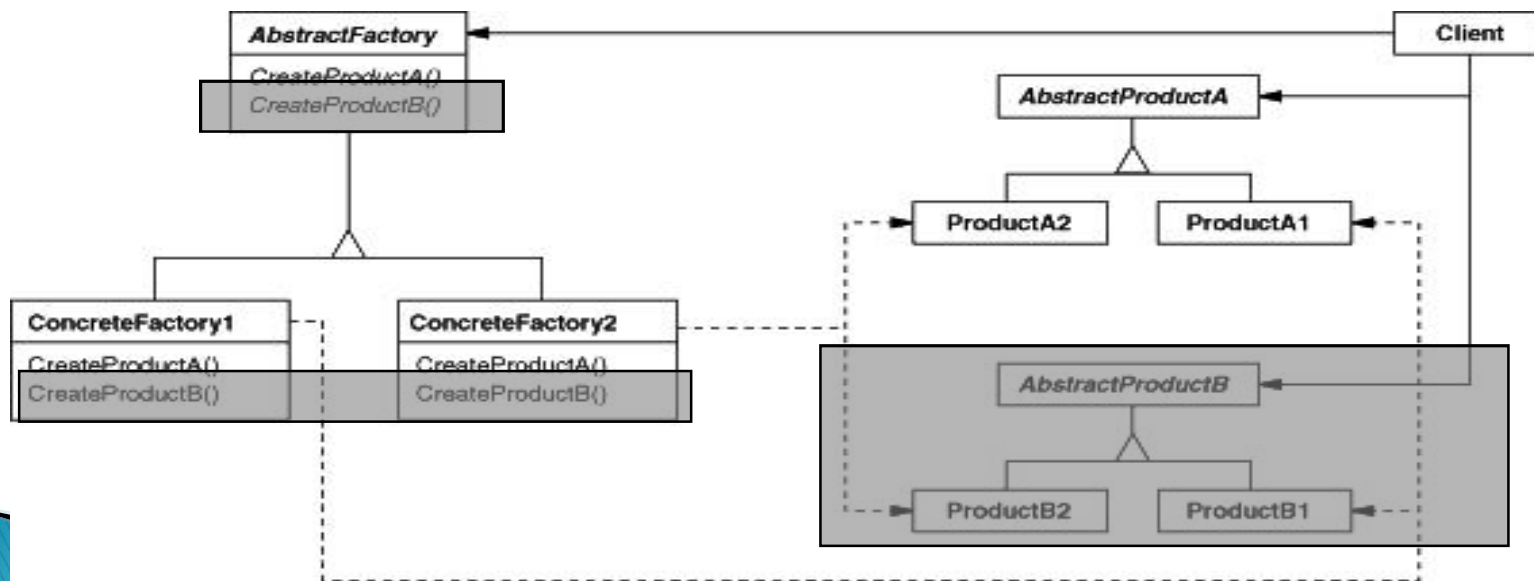 AbstractFactory
CreateProductA()
CreateProductB()
Client
AbstractProductA
ProductA2
ProductA1
ConcreteFactory1
CreateProductA()
CreateProductB()
ConcreteFactory2
CreateProductA()
CreateProductB()
AbstractProductB
ProductB2
ProductB1